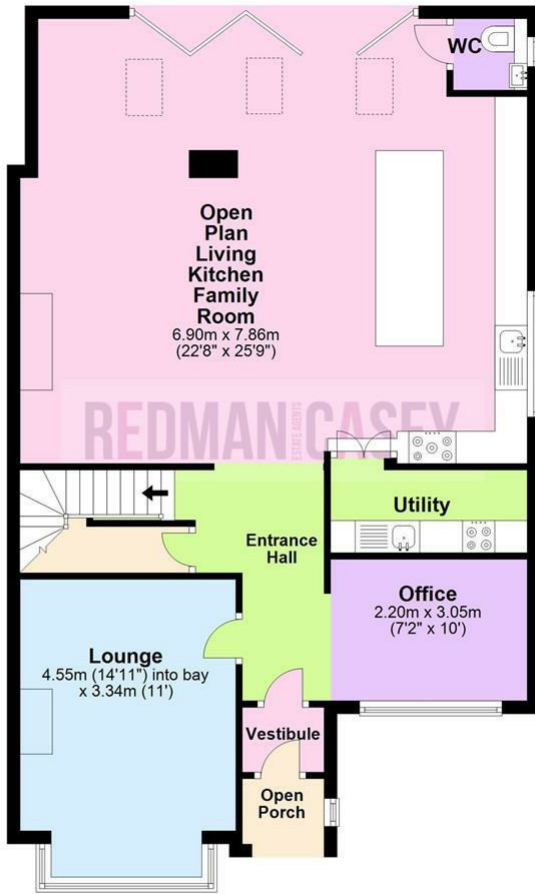 WC
Open
Plan
Living
Kitchen
Family
Room
6.90m x 7.86m
(22'8" x 25'9")
REDMAN CASEY
ESTATE AGENTS
Utility
Entrance
Hall
Office
2.20m x 3.05m
(7'2" x 10')
Lounge
4.55m (14'11") into bay
x 3.34m (11')
Vestibule
Open
Porch